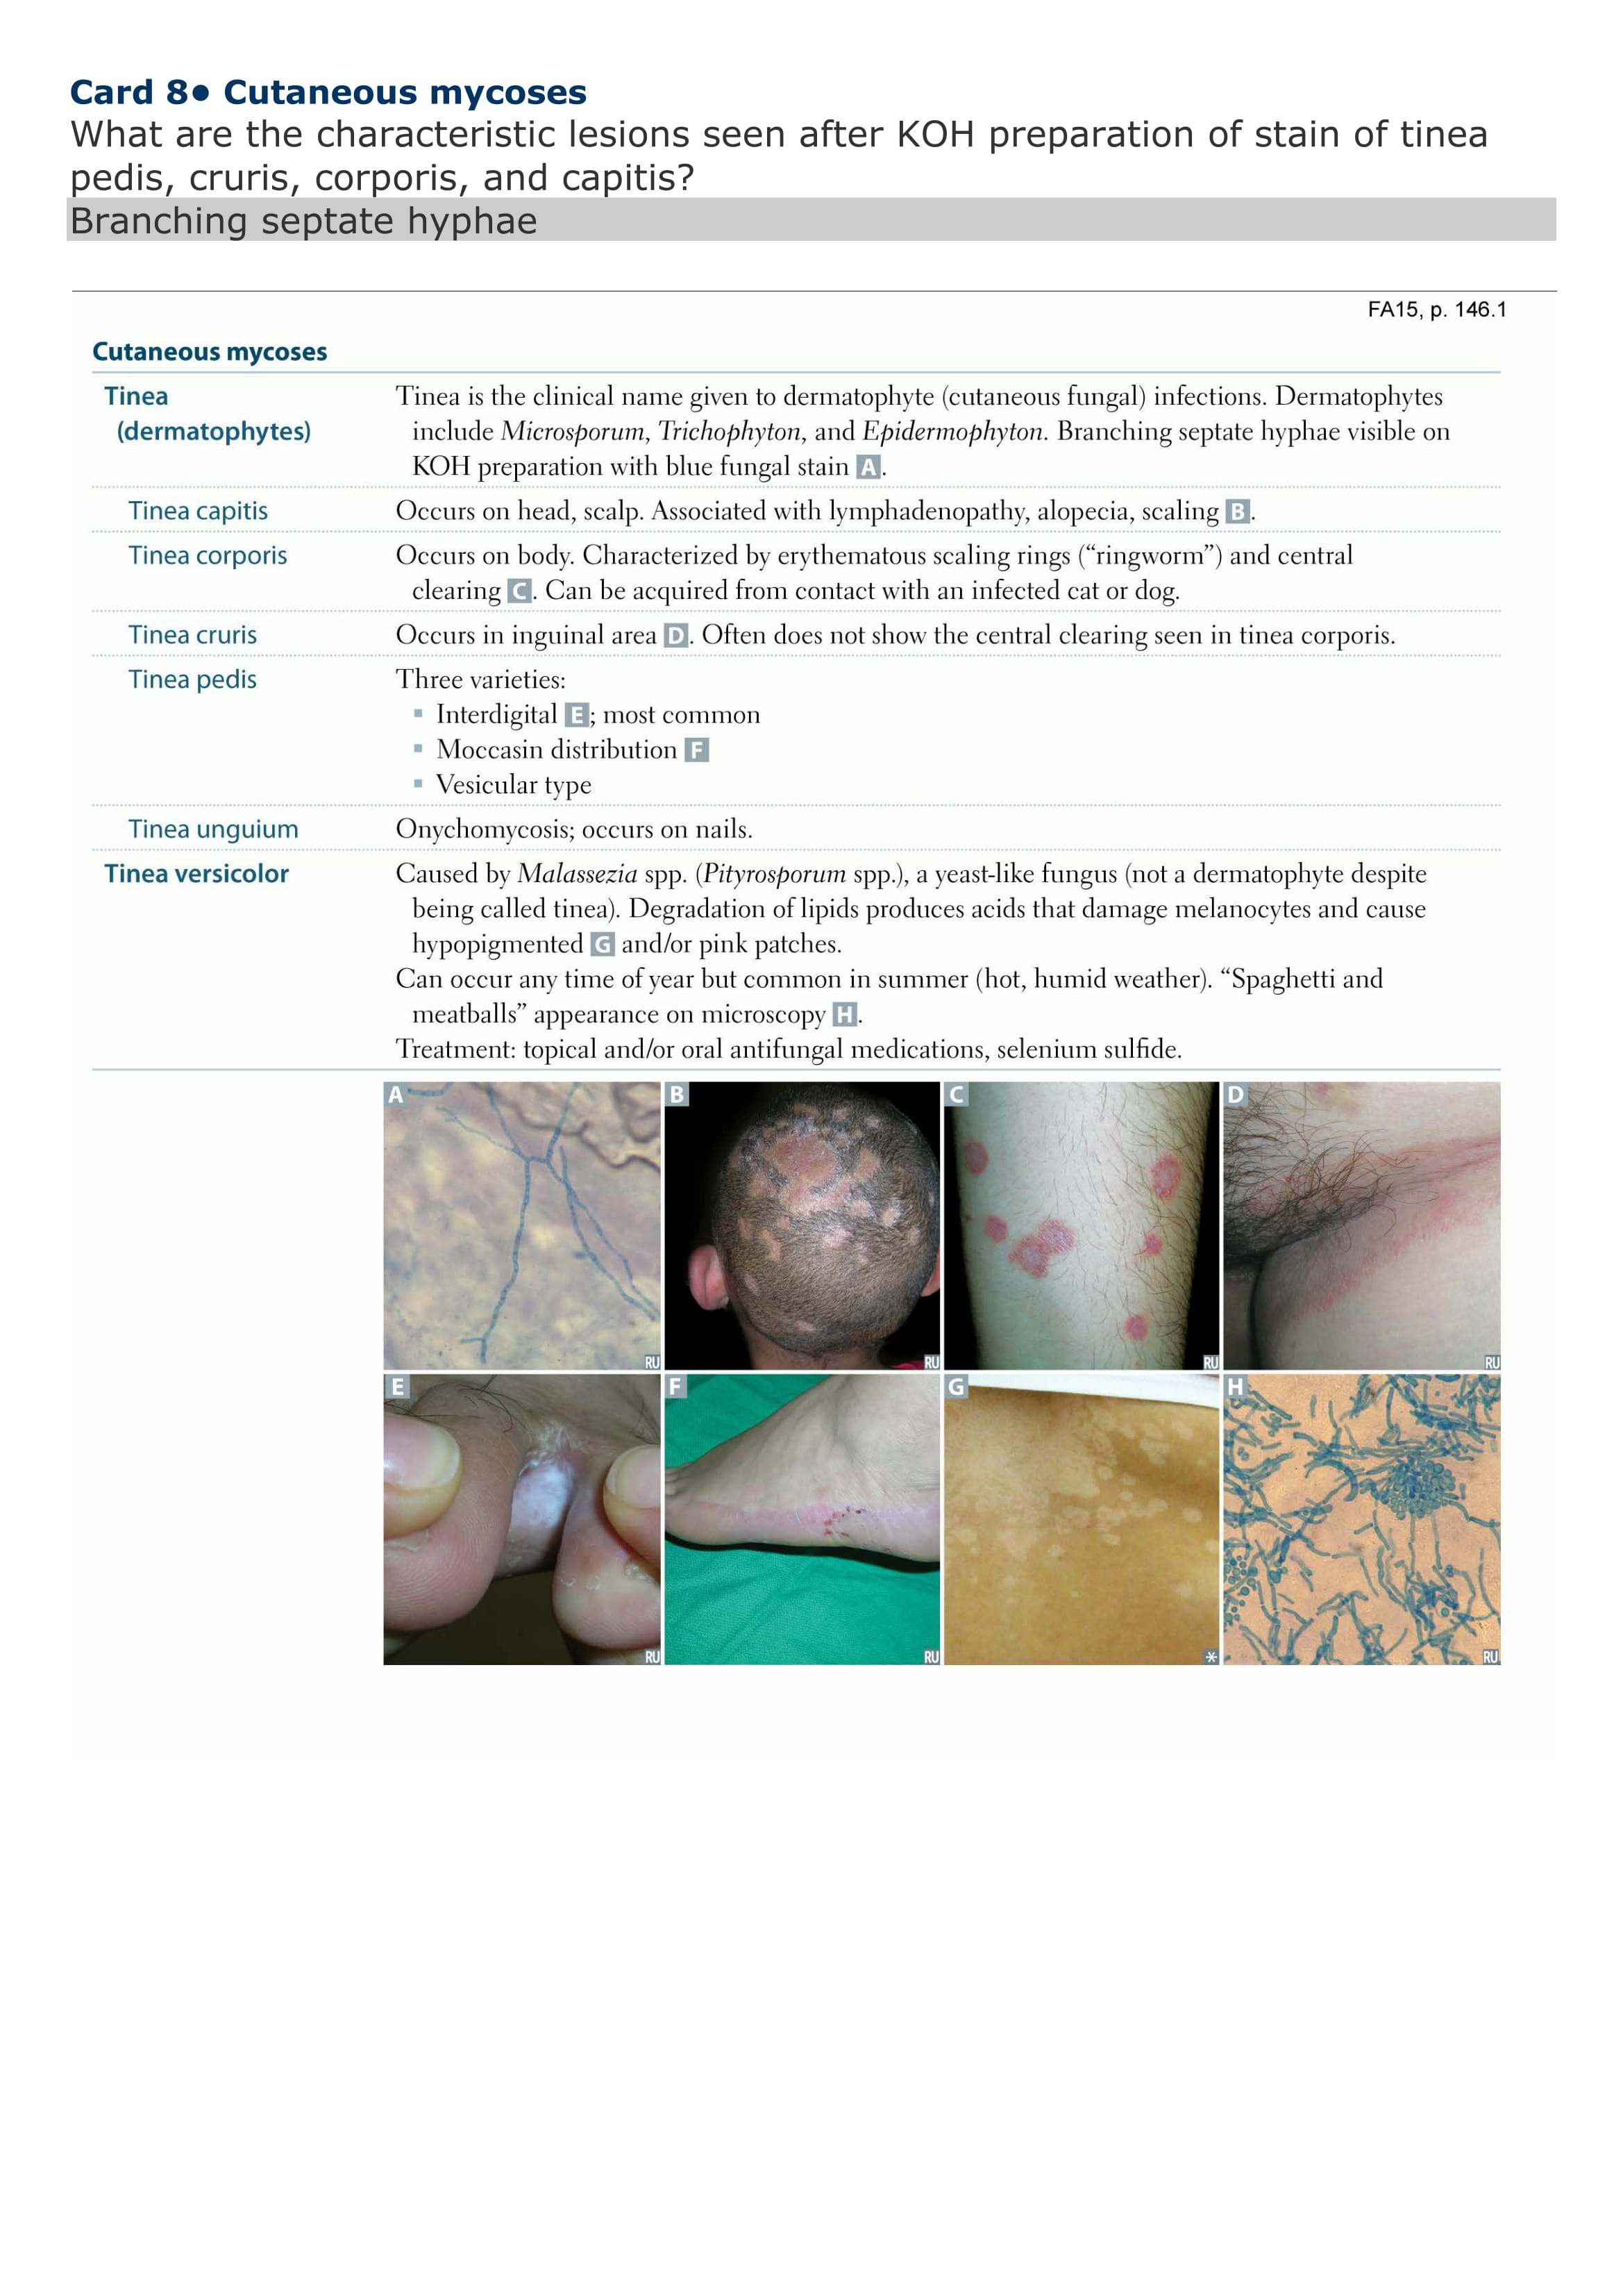 Card 8• Cutaneous mycoses
What are the characteristic lesions seen after KOH preparation of stain of tinea
pedis, cruris, corporis, and capitis?
Branching septate hyphae
FA15, p. 146.1
Cutaneous mycoses
Tinea
(dermatophytes)
Tinea is the clinical name given to dermatophyte (cutaneous fungal) infections. Dermatophytes
include Microsporum, Trichophyton, and Epidermophyton. Branching septate hyphae visible on
KOH preparation with blue fungal stain A.
Tinea capitis
Occurs on head, scalp. Associated with lymphadenopathy, alopecia, scaling B.
Tinea corporis
Occurs on body. Characterized by erythematous scaling rings (“ringworm”) and central
clearing C. Can be acquired from contact with an infected cat or dog.
Tinea cruris
Occurs in inguinal area D. Often does not show the central clearing seen in tinea corporis.
Tinea pedis
Three varieties:
▪ Interdigital E; most common
▪ Moccasin distribution F
▪ Vesicular type
Tinea unguium
Onychomycosis; occurs on nails.
Tinea versicolor
Caused by Malassezia spp. (Pityrosporum spp.), a yeast-like fungus (not a dermatophyte despite
being called tinea). Degradation of lipids produces acids that damage melanocytes and cause
hypopigmented G and/or pink patches.
Can occur any time of year but common in summer (hot, humid weather). “Spaghetti and
meatballs” appearance on microscopy H.
Treatment: topical and/or oral antifungal medications, selenium sulfide.
A
B
C
D
RU
RU
RU
RU
E
F
G
H
RU
RU
*
RU